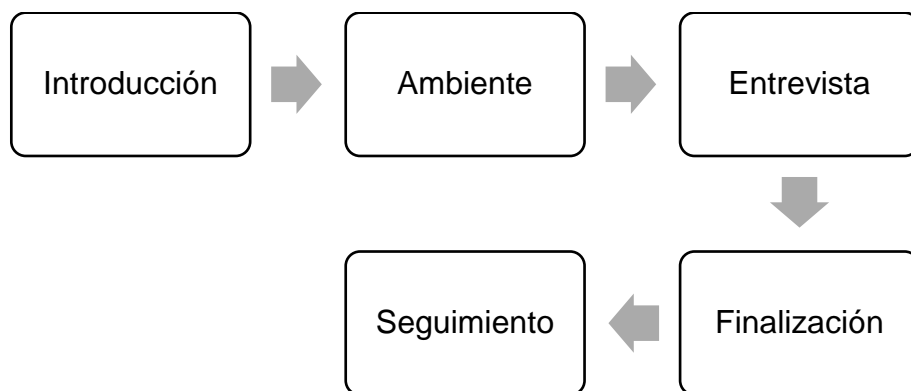 Introducción
Ambiente
Entrevista
Finalización
Seguimiento